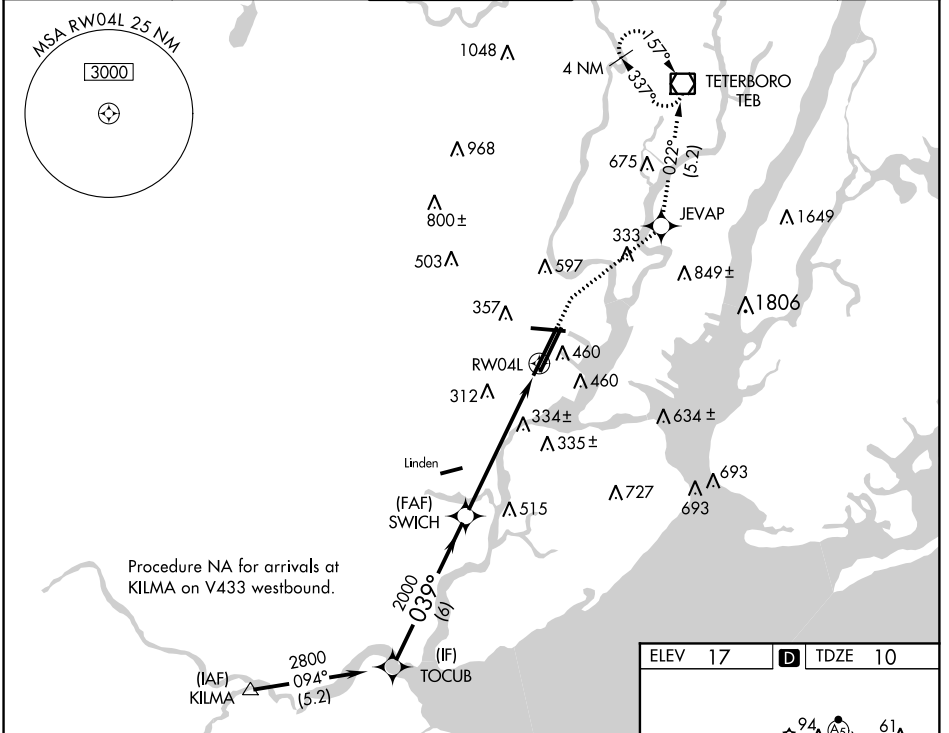 MSA RW04L 25 NM
3000
1048
4 NM
157°
337°
TETERBORO
TEB
968
675
022°
(5.2)
800±
JEVAP
1649
333
503
597
849±
357
1806
RW04L
460
460
312
334±
634±
335±
Linden
693
727
693
(FAF)
SWICH
515
Procedure NA for arrivals at
KILMA on V433 westbound.
2000
039°
(6)
(IF)
TOCUB
2800
094°
(5.2)
(IAF)
KILMA
ELEV 17 D TDZE 10
94
A5
61